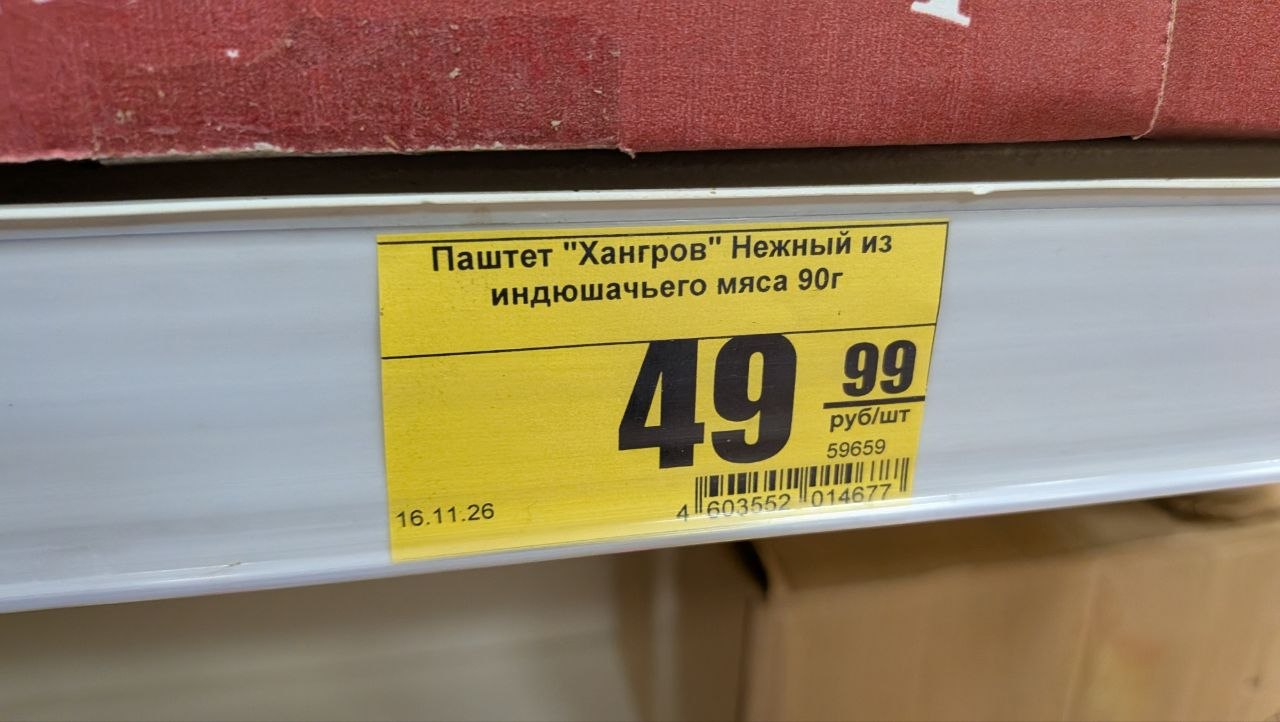 Паштет "Хангров" Нежный из
индюшачьего мяса 90г
49 99
руб/шт
59659
16.11.26
4 603552 014677